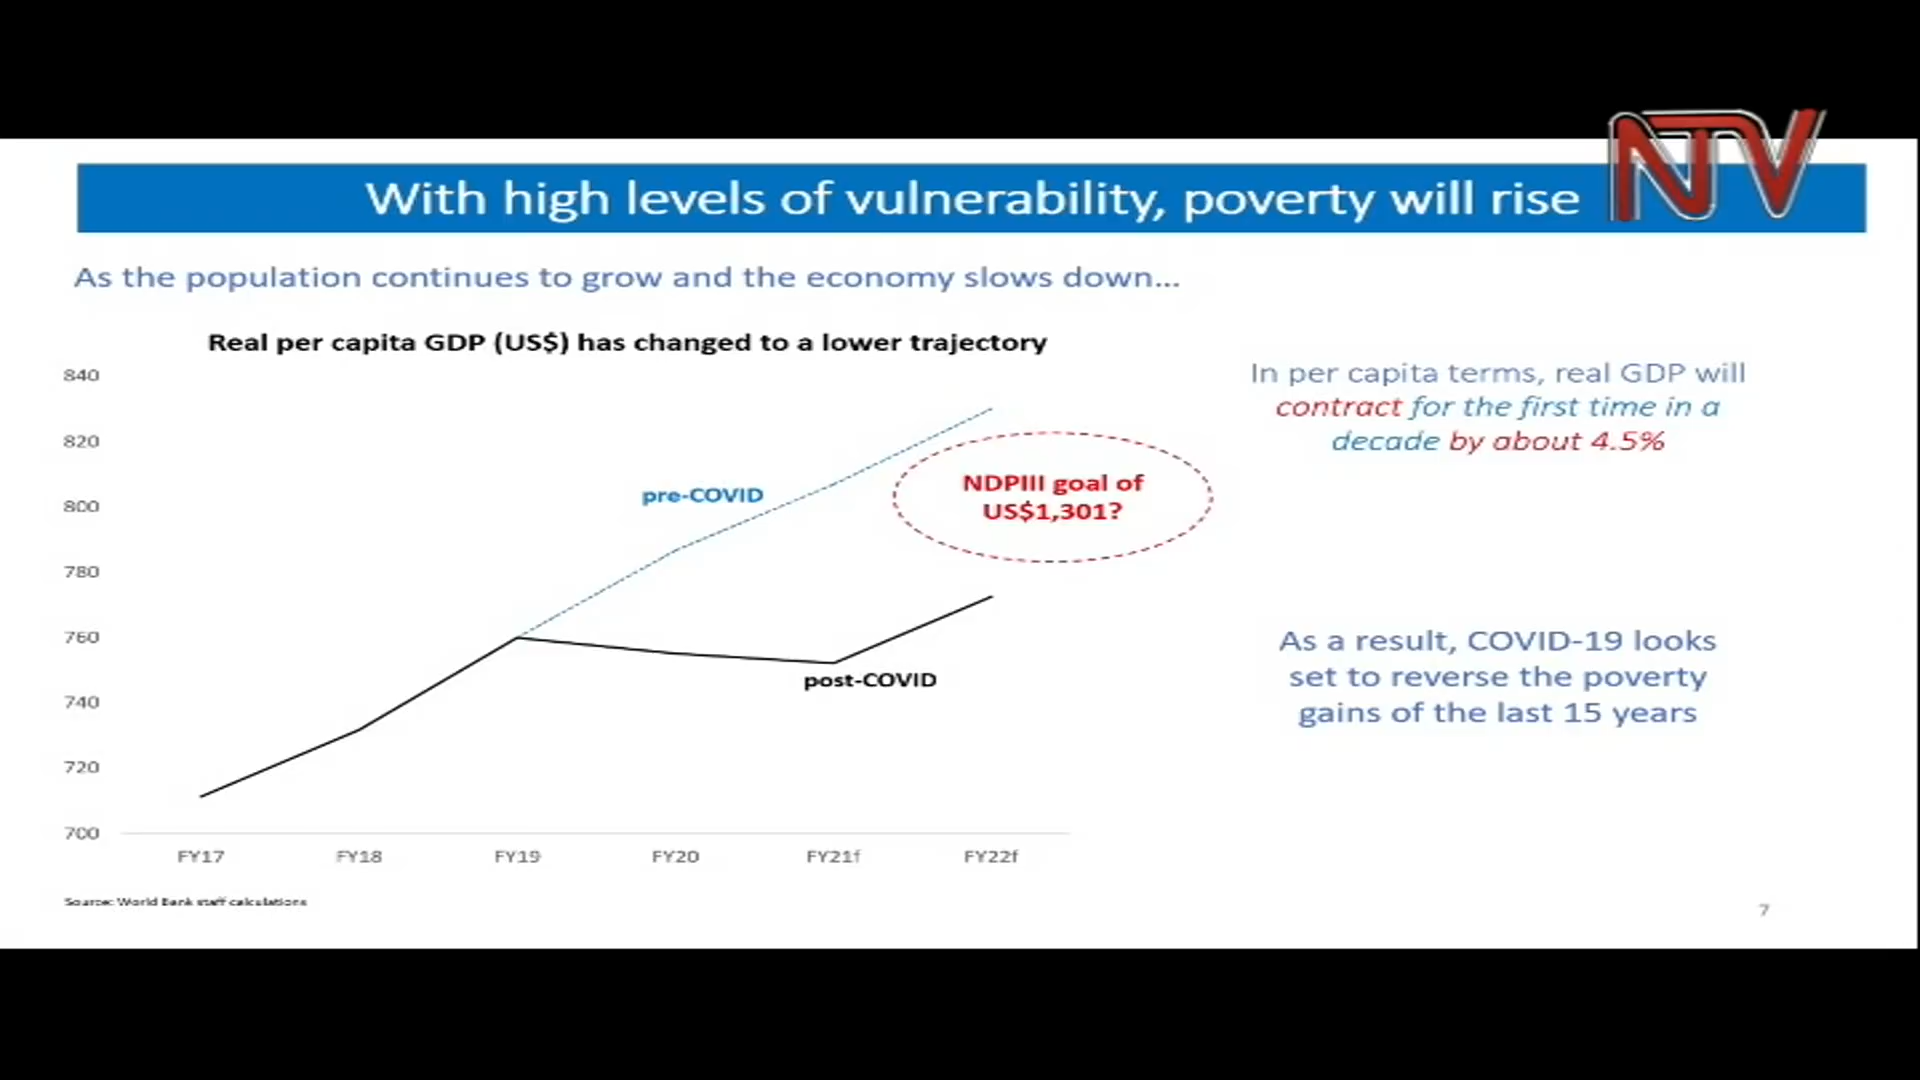 NTV
With high levels of vulnerability, poverty will rise
As the population continues to grow and the economy slows down...
Real per capita GDP (US$) has changed to a lower trajectory
840
820
800
780
760
740
720
700
pre-COVID
NDPIII goal of
US$1,301?
post-COVID
FY17
FY18
FY19
FY20
FY21f
FY22f
In per capita terms, real GDP will
contract for the first time in a
decade by about 4.5%
As a result, COVID-19 looks
set to reverse the poverty
gains of the last 15 years
Source: World Bank staff calculations
7